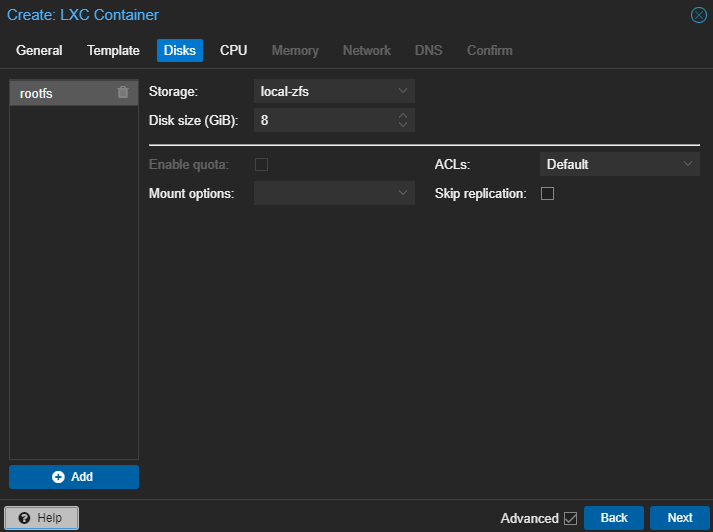 Create: LXC Container
General Template Disks CPU Memory Network DNS Confirm
rootfs
Storage: local-zfs
Disk size (GiB): 8
Enable quota: ACLs: Default
Mount options: Skip replication:
Add
Help Advanced Back Next